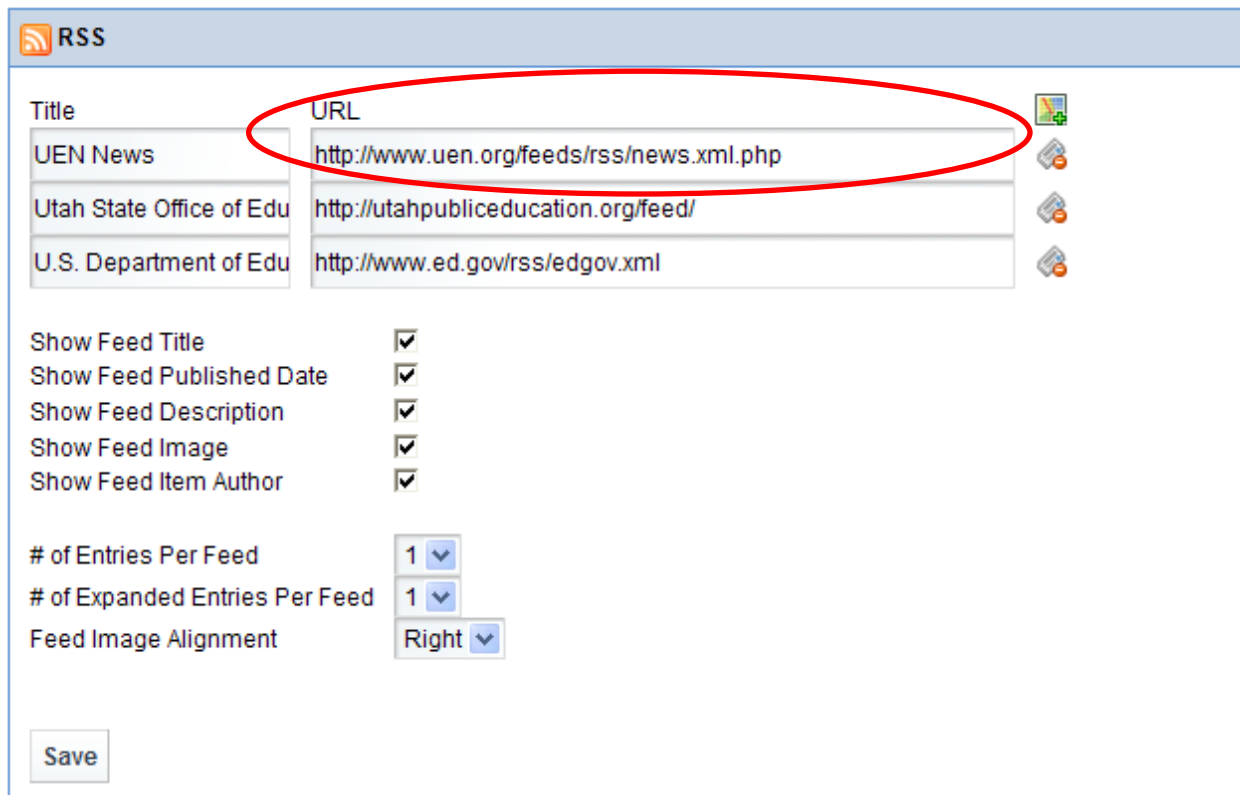 RSS
Title URL
UEN News http://www.uen.org/feeds/rss/news.xml.php
Utah State Office of Edu http://utahpubliceducation.org/feed/
U.S. Department of Edu http://www.ed.gov/rss/edgov.xml
Show Feed Title
Show Feed Published Date
Show Feed Description
Show Feed Image
Show Feed Item Author
# of Entries Per Feed 1
# of Expanded Entries Per Feed 1
Feed Image Alignment Right
Save